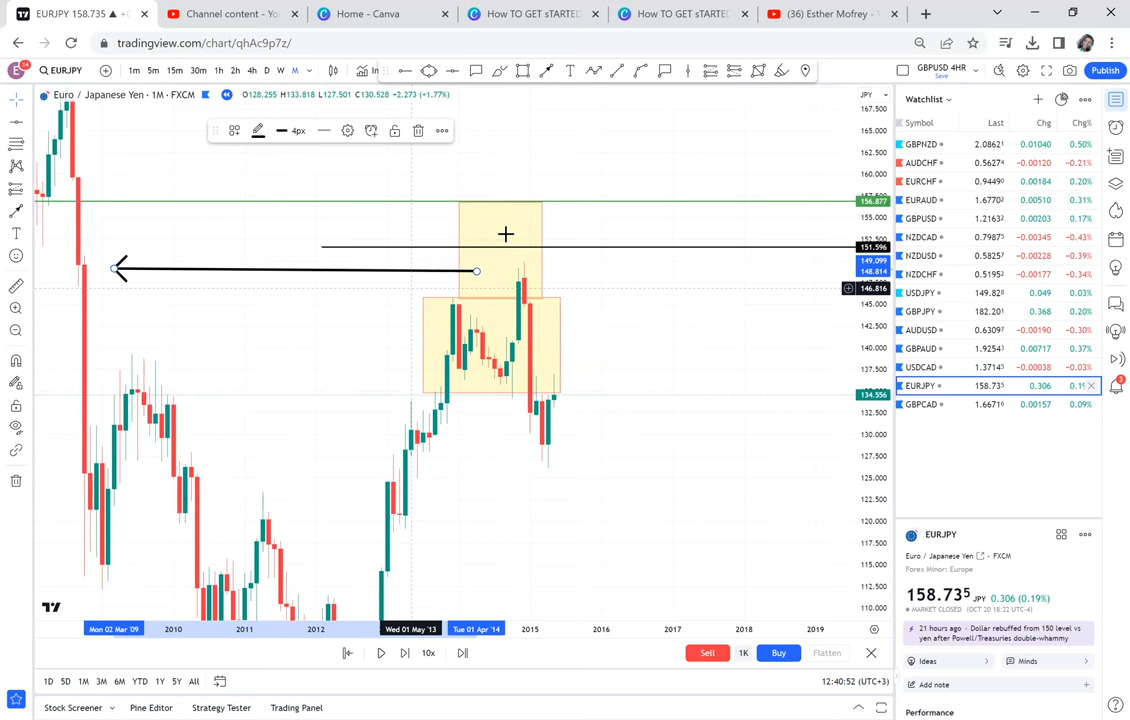 EURJPY 158.735 ▲ +0
Channel content - Yo
Home - Canva
How TO GET sTARTED
How TO GET sTARTED
(36) Esther Mofrey - Y
tradingview.com/chart/qhAc9p7z/
E 14 EURJPY 1m 5m 15m 30m 1h 2h 4h D W M In GBPUSD 4HR Save Publish
Euro / Japanese Yen · 1M · FXCM O128.255 H133.818 L127.501 C130.528 +2.273 (+1.77%) JPY
4px
167.500
165.000
162.500
160.000
156.877
155.000
151.596
149.099
148.814
146.816
145.000
142.500
140.000
137.500
134.556
132.500
130.000
127.500
125.000
122.500
120.000
117.500
115.000
112.500
110.000
Mon 02 Mar '09 2010 2011 2012 Wed 01 May '13 Tue 01 Apr '14 2015 2016 2017 2018 2019
10x Sell 1K Buy Flatten
1D 5D 1M 3M 6M YTD 1Y 5Y All 12:40:52 (UTC+3)
Stock Screener Pine Editor Strategy Tester Trading Panel
Watchlist
Symbol Last Chg Chg%
GBPNZD 2.08621 0.01040 0.50%
AUDCHF 0.56274 −0.00120 −0.21%
EURCHF 0.94490 0.00184 0.20%
EURAUD 1.67702 0.00510 0.31%
GBPUSD 1.21632 0.00203 0.17%
NZDCAD 0.79875 −0.00345 −0.43%
NZDUSD 0.58257 −0.00228 −0.39%
NZDCHF 0.51952 −0.00177 −0.34%
USDJPY 149.828 0.049 0.03%
GBPJPY 182.201 0.368 0.20%
AUDUSD 0.63097 −0.00190 −0.30%
GBPAUD 1.92543 0.00717 0.37%
USDCAD 1.37145 −0.00038 −0.03%
EURJPY 158.735 0.306 0.19
GBPCAD 1.66716 0.00157 0.09%
3
EURJPY
Euro / Japanese Yen · FXCM
Forex Minor: Europe
158.735 JPY 0.306 (0.19%)
MARKET CLOSED (OCT 20 18:22 UTC-4)
21 hours ago · Dollar rebuffed from 150 level vs
yen after Powell/Treasuries double-whammy
Ideas Minds
Add note
Performance